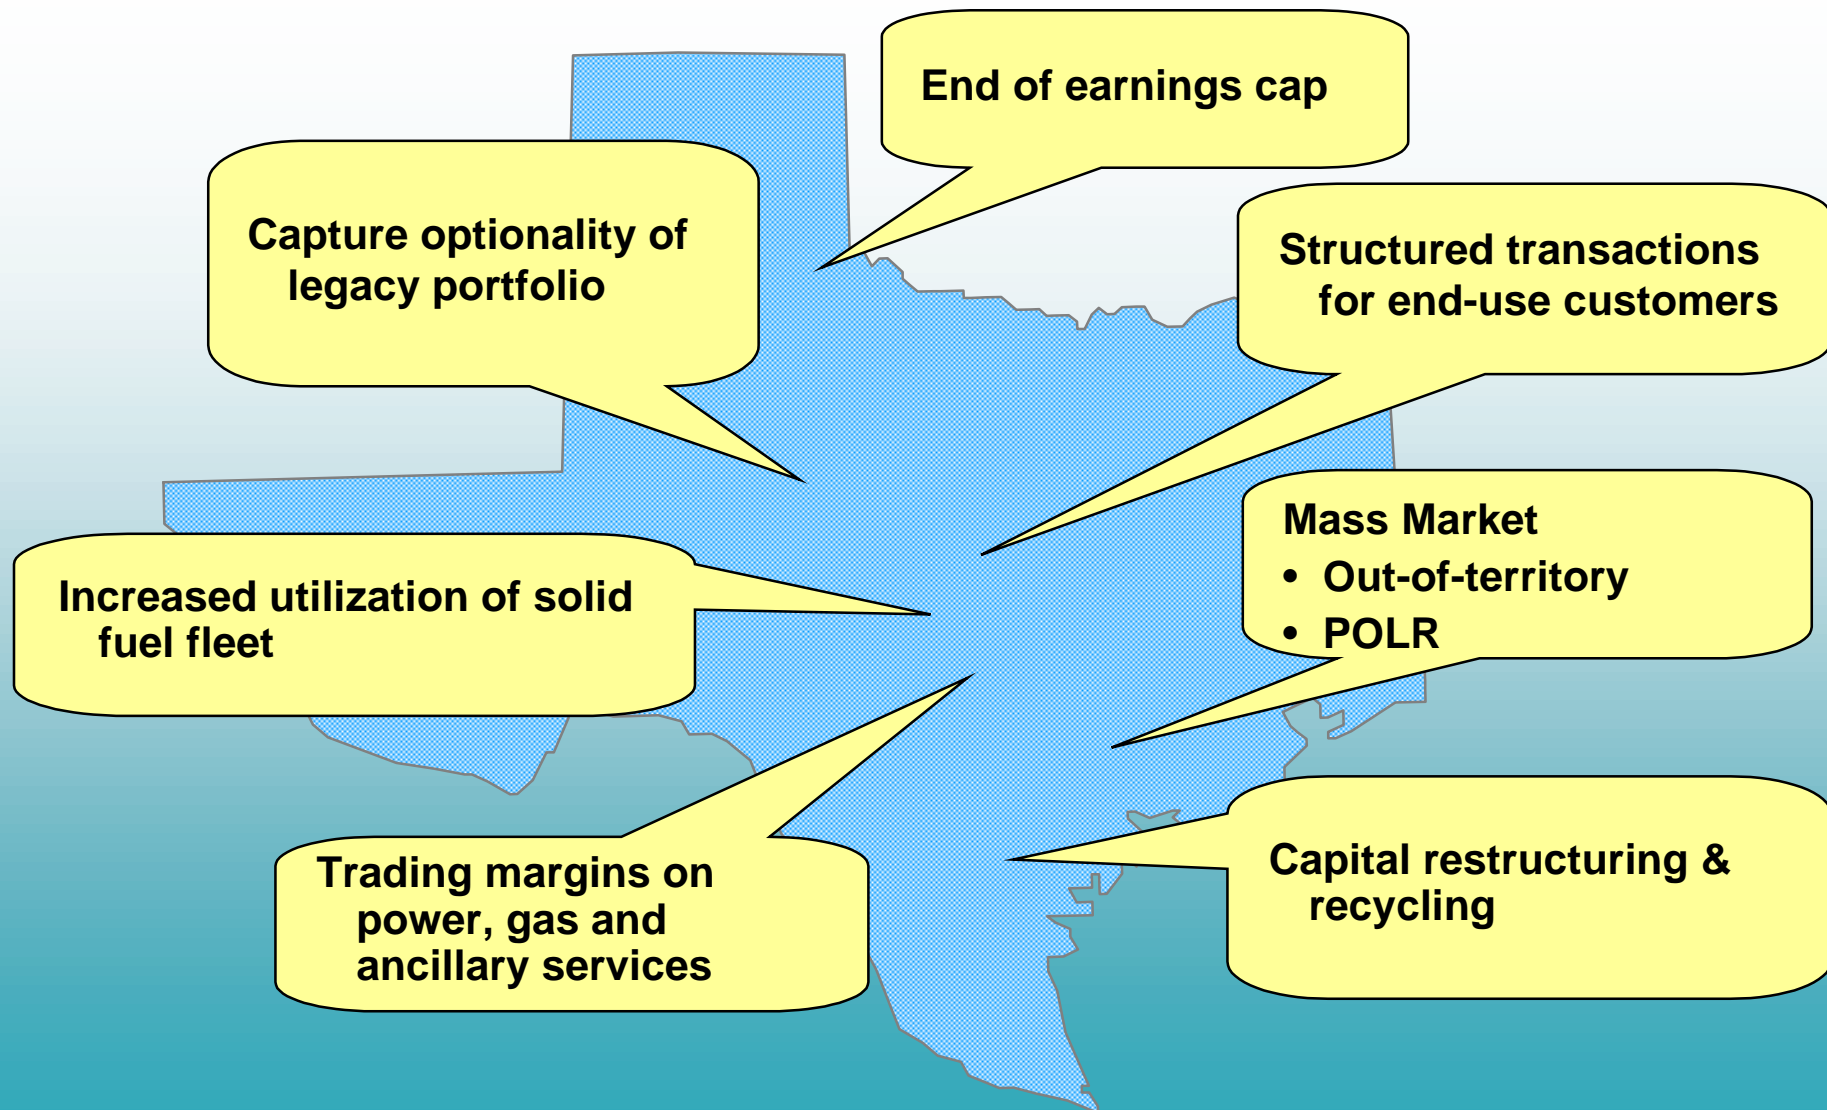 End of earnings cap
Capture optionality of
legacy portfolio
Structured transactions
for end-use customers
Mass Market
• Out-of-territory
• POLR
Increased utilization of solid
fuel fleet
Trading margins on
power, gas and
ancillary services
Capital restructuring &
recycling